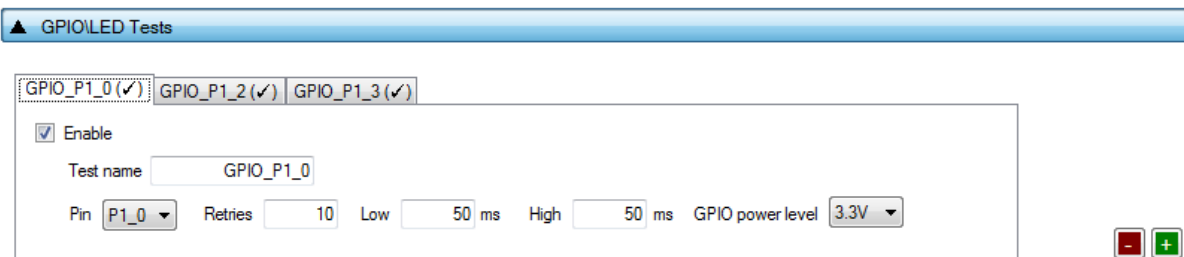 ▲ GPIO\LED Tests
GPIO_P1_0 (✓) GPIO_P1_2 (✓) GPIO_P1_3 (✓)
Enable
Test name GPIO_P1_0
Pin P1_0 Retries 10 Low 50 ms High 50 ms GPIO power level 3.3V
- +